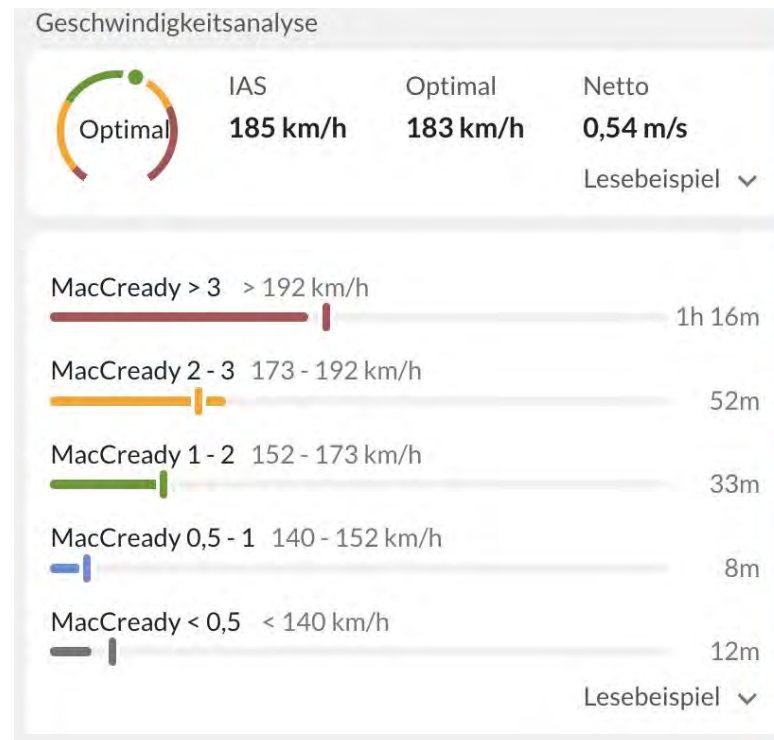 Geschwindigkeitsanalyse
Optimal
IAS Optimal Netto
185 km/h 183 km/h 0,54 m/s
Lesebeispiel
MacCready > 3 > 192 km/h
1h 16m
MacCready 2 - 3 173 - 192 km/h
52m
MacCready 1 - 2 152 - 173 km/h
33m
MacCready 0,5 - 1 140 - 152 km/h
8m
MacCready < 0,5 < 140 km/h
12m
Lesebeispiel